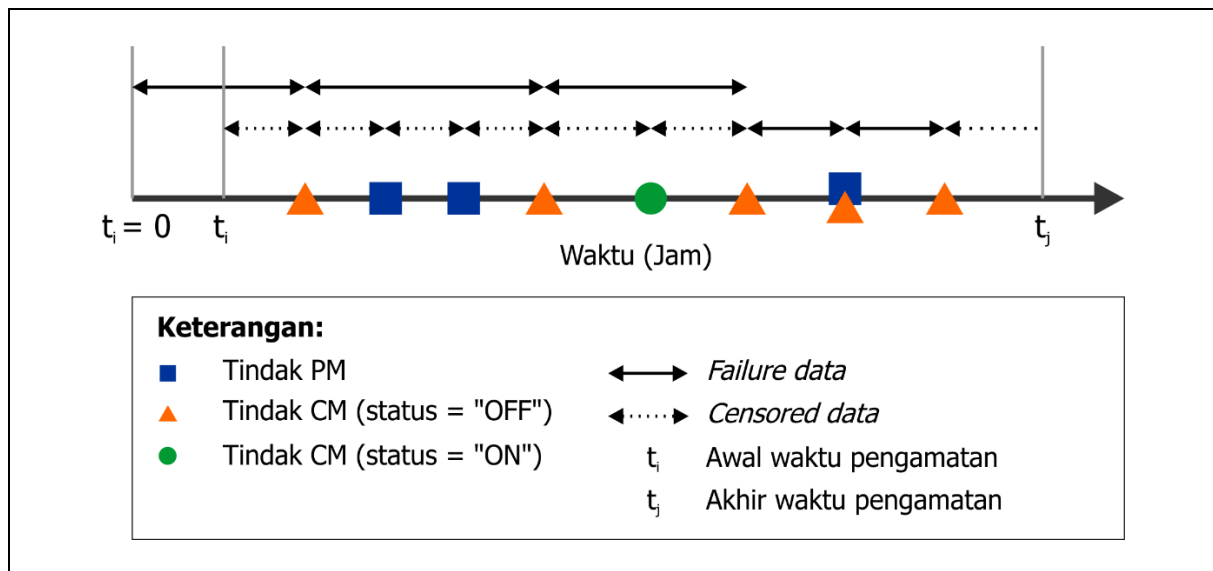 tᵢ = 0
tᵢ
tⱼ
Waktu (Jam)
Keterangan:
Tindak PM
Tindak CM (status = "OFF")
Tindak CM (status = "ON")
Failure data
Censored data
tᵢ Awal waktu pengamatan
tⱼ Akhir waktu pengamatan